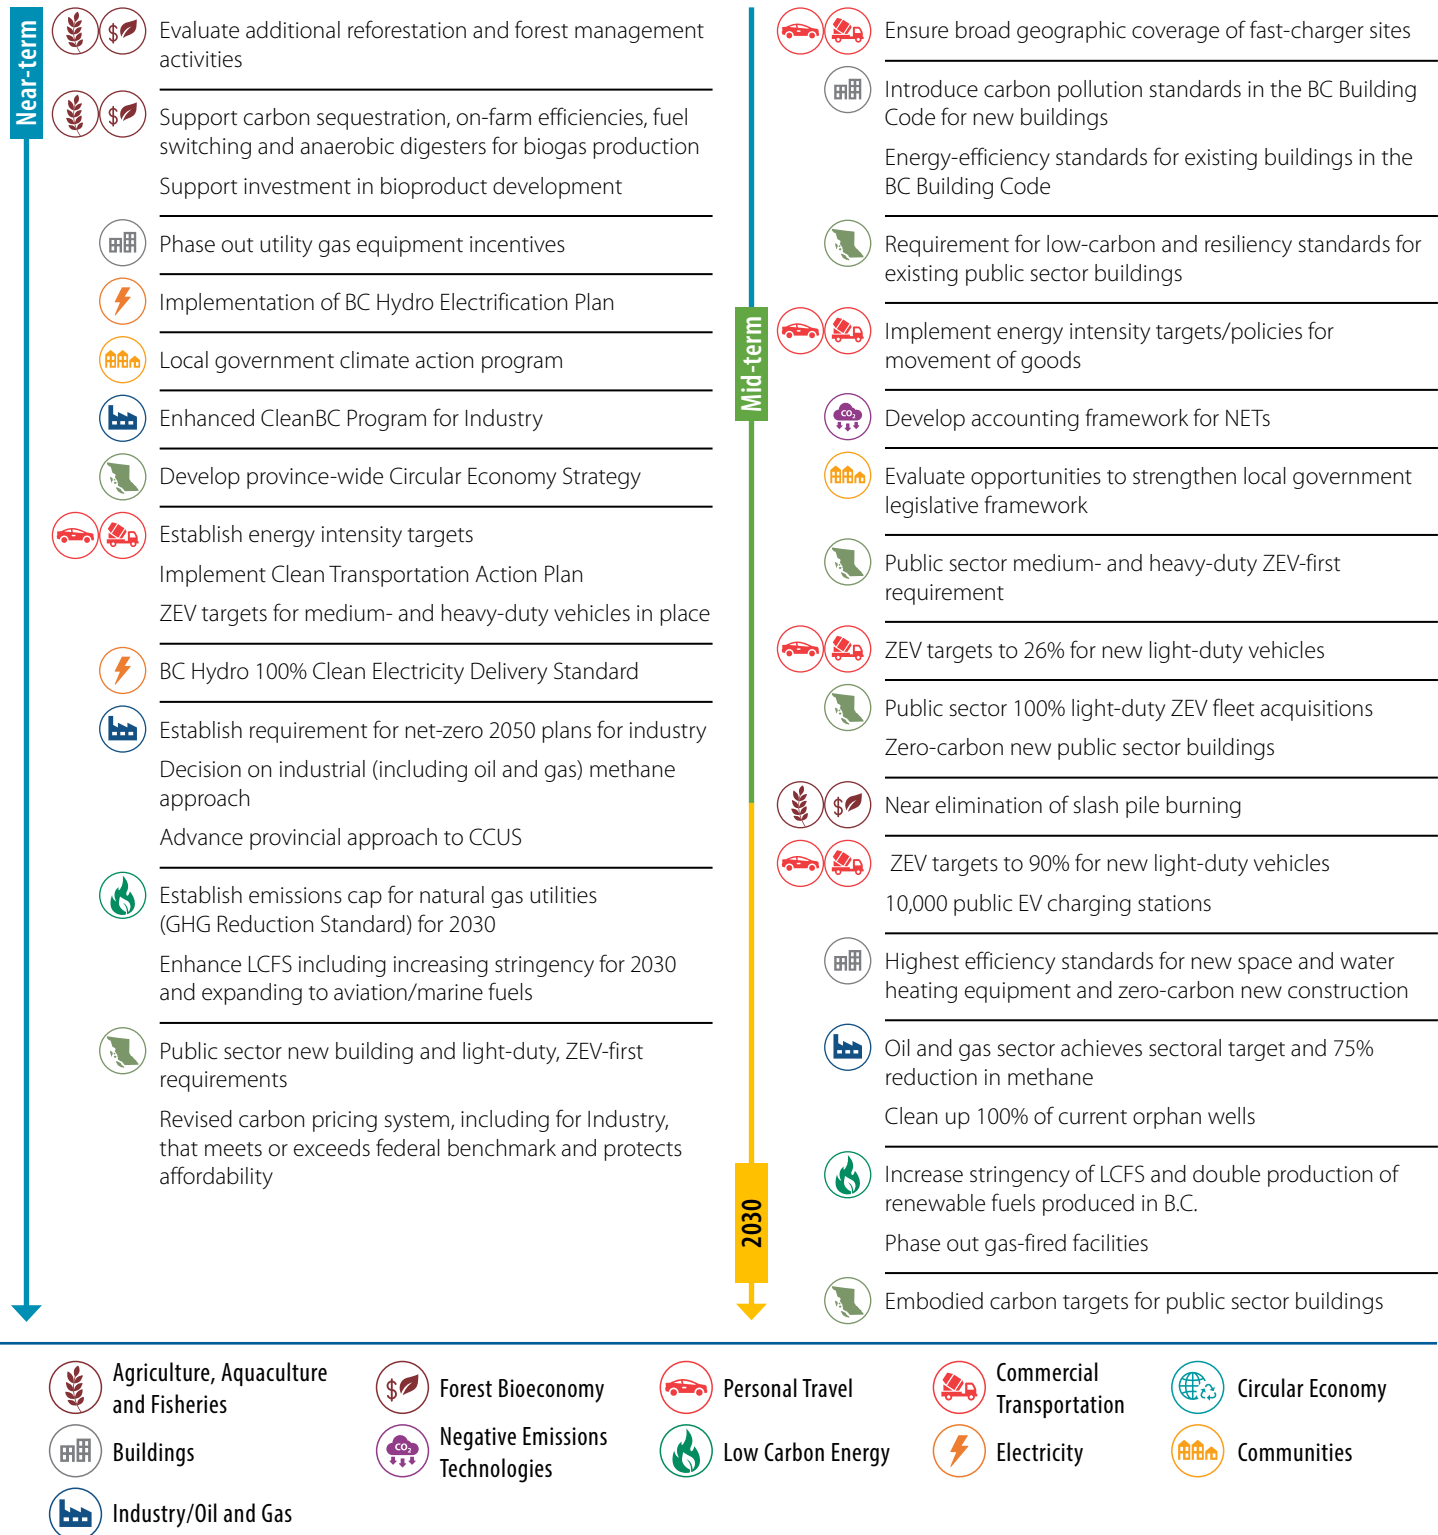 Near-term
Evaluate additional reforestation and forest management
activities
Support carbon sequestration, on-farm efficiencies, fuel
switching and anaerobic digesters for biogas production
Support investment in bioproduct development
Phase out utility gas equipment incentives
Implementation of BC Hydro Electrification Plan
Local government climate action program
Enhanced CleanBC Program for Industry
Develop province-wide Circular Economy Strategy
Establish energy intensity targets
Implement Clean Transportation Action Plan
ZEV targets for medium- and heavy-duty vehicles in place
BC Hydro 100% Clean Electricity Delivery Standard
Establish requirement for net-zero 2050 plans for industry
Decision on industrial (including oil and gas) methane
approach
Advance provincial approach to CCUS
Establish emissions cap for natural gas utilities
(GHG Reduction Standard) for 2030
Enhance LCFS including increasing stringency for 2030
and expanding to aviation/marine fuels
Public sector new building and light-duty, ZEV-first
requirements
Revised carbon pricing system, including for Industry,
that meets or exceeds federal benchmark and protects
affordability
Ensure broad geographic coverage of fast-charger sites
Introduce carbon pollution standards in the BC Building
Code for new buildings
Energy-efficiency standards for existing buildings in the
BC Building Code
Requirement for low-carbon and resiliency standards for
existing public sector buildings
Mid-term
Implement energy intensity targets/policies for
movement of goods
CO2
Develop accounting framework for NETs
Evaluate opportunities to strengthen local government
legislative framework
Public sector medium- and heavy-duty ZEV-first
requirement
ZEV targets to 26% for new light-duty vehicles
Public sector 100% light-duty ZEV fleet acquisitions
Zero-carbon new public sector buildings
Near elimination of slash pile burning
ZEV targets to 90% for new light-duty vehicles
10,000 public EV charging stations
Highest efficiency standards for new space and water
heating equipment and zero-carbon new construction
Oil and gas sector achieves sectoral target and 75%
reduction in methane
Clean up 100% of current orphan wells
2030
Increase stringency of LCFS and double production of
renewable fuels produced in B.C.
Phase out gas-fired facilities
Embodied carbon targets for public sector buildings
Agriculture, Aquaculture
and Fisheries
$
Forest Bioeconomy
Personal Travel
Commercial
Transportation
Circular Economy
Buildings
CO2
Negative Emissions
Technologies
Low Carbon Energy
Electricity
Communities
Industry/Oil and Gas